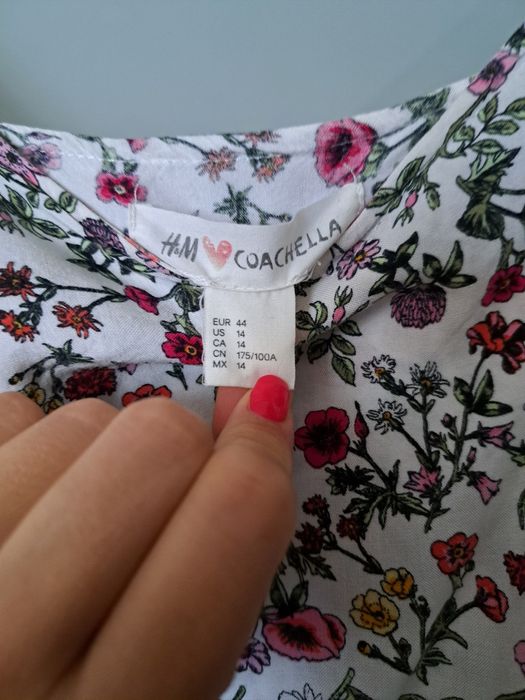 H&M COACHELLA
EUR 44
US 14
CA 14
CN 175/100A
MX 14